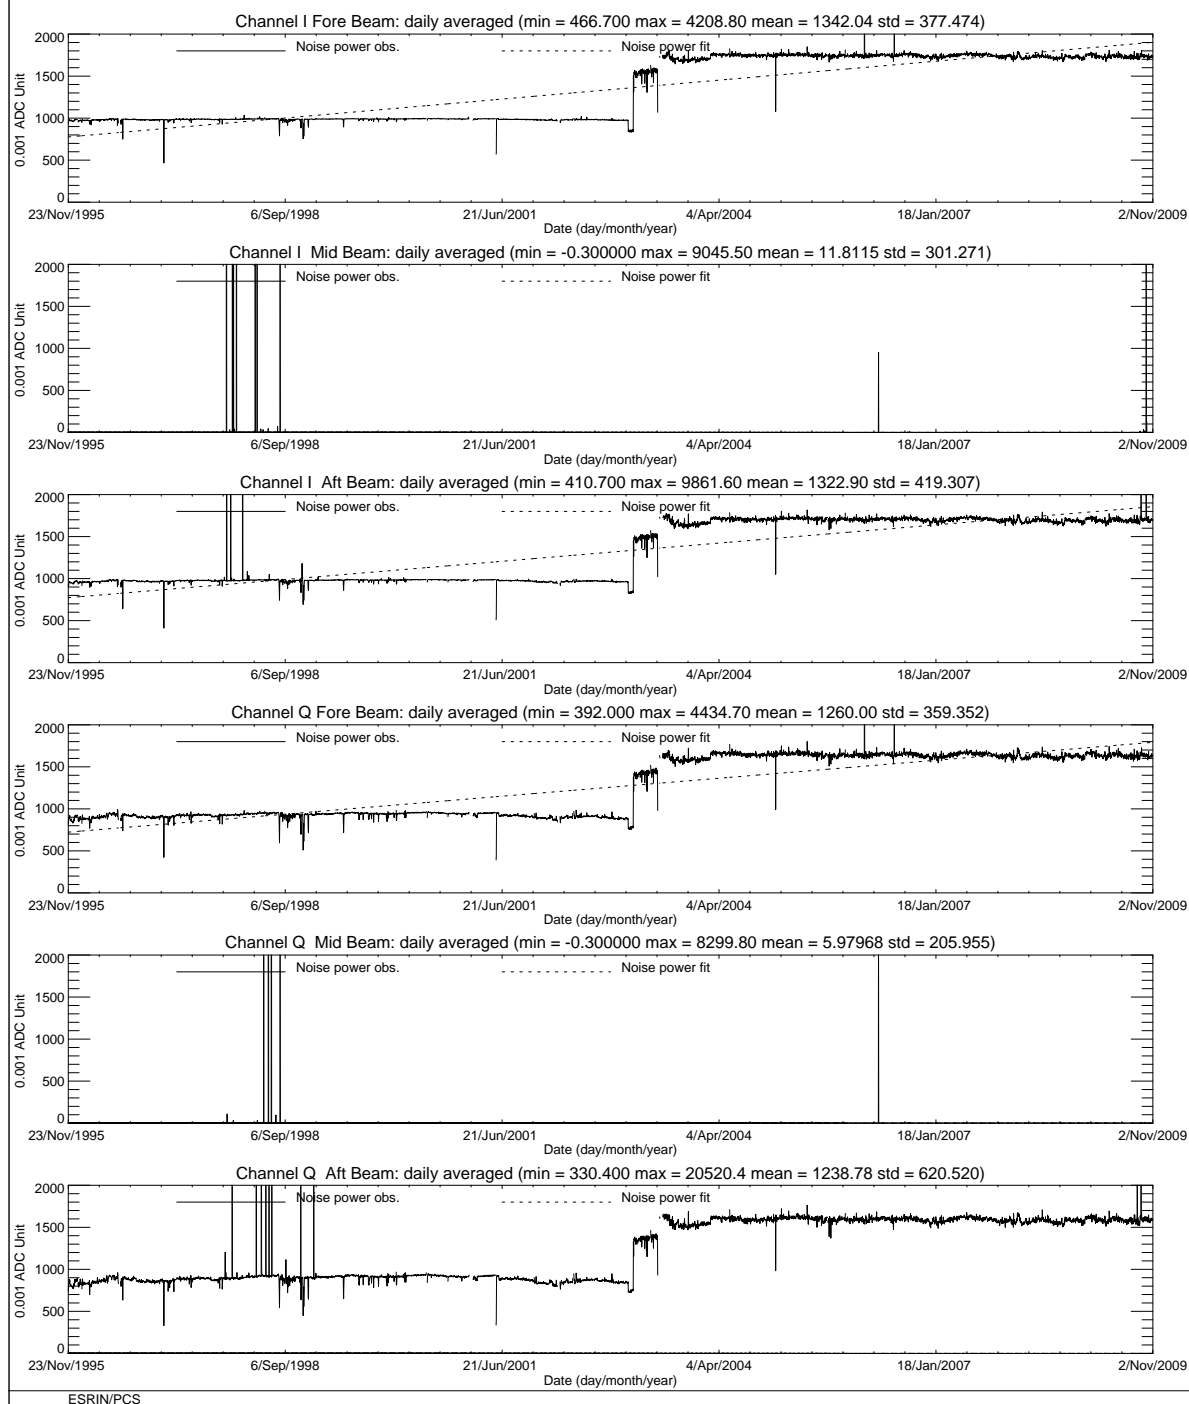 Channel I Fore Beam: daily averaged (min = 466.700 max = 4208.80 mean = 1342.04 std = 377.474)
Noise power obs. Noise power fit
2000
1500
1000
500
0
0.001 ADC Unit
23/Nov/1995 6/Sep/1998 21/Jun/2001 4/Apr/2004 18/Jan/2007 2/Nov/2009
Date (day/month/year)
Channel I Mid Beam: daily averaged (min = -0.300000 max = 9045.50 mean = 11.8115 std = 301.271)
Noise power obs. Noise power fit
2000
1500
1000
500
0
0.001 ADC Unit
23/Nov/1995 6/Sep/1998 21/Jun/2001 4/Apr/2004 18/Jan/2007 2/Nov/2009
Date (day/month/year)
Channel I Aft Beam: daily averaged (min = 410.700 max = 9861.60 mean = 1322.90 std = 419.307)
Noise power obs. Noise power fit
2000
1500
1000
500
0
0.001 ADC Unit
23/Nov/1995 6/Sep/1998 21/Jun/2001 4/Apr/2004 18/Jan/2007 2/Nov/2009
Date (day/month/year)
Channel Q Fore Beam: daily averaged (min = 392.000 max = 4434.70 mean = 1260.00 std = 359.352)
Noise power obs. Noise power fit
2000
1500
1000
500
0
0.001 ADC Unit
23/Nov/1995 6/Sep/1998 21/Jun/2001 4/Apr/2004 18/Jan/2007 2/Nov/2009
Date (day/month/year)
Channel Q Mid Beam: daily averaged (min = -0.300000 max = 8299.80 mean = 5.97968 std = 205.955)
Noise power obs. Noise power fit
2000
1500
1000
500
0
0.001 ADC Unit
23/Nov/1995 6/Sep/1998 21/Jun/2001 4/Apr/2004 18/Jan/2007 2/Nov/2009
Date (day/month/year)
Channel Q Aft Beam: daily averaged (min = 330.400 max = 20520.4 mean = 1238.78 std = 620.520)
Noise power obs. Noise power fit
2000
1500
1000
500
0
0.001 ADC Unit
23/Nov/1995 6/Sep/1998 21/Jun/2001 4/Apr/2004 18/Jan/2007 2/Nov/2009
Date (day/month/year)
ESRIN/PCS